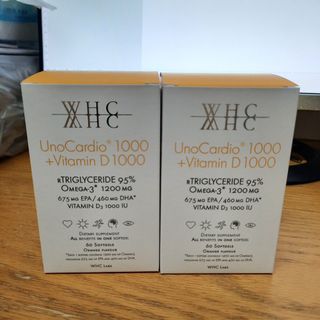 WHC
UnoCardio® 1000
+Vitamin D 1000
rTRIGLYCERIDE 95%
OMEGA-3* 1200 MG
675 MG EPA / 460 MG DHA*
VITAMIN D3 1000 IU
DIETARY SUPPLEMENT
ALL BENEFITS IN ONE SOFTGEL
60 SOFTGELS
ORANGE FLAVOUR
WHC LABS
WHC
UnoCardio® 1000
+Vitamin D 1000
rTRIGLYCERIDE 95%
OMEGA-3* 1200 MG
675 MG EPA / 460 MG DHA*
VITAMIN D3 1000 IU
DIETARY SUPPLEMENT
ALL BENEFITS IN ONE SOFTGEL
60 SOFTGELS
ORANGE FLAVOUR
WHC LABS